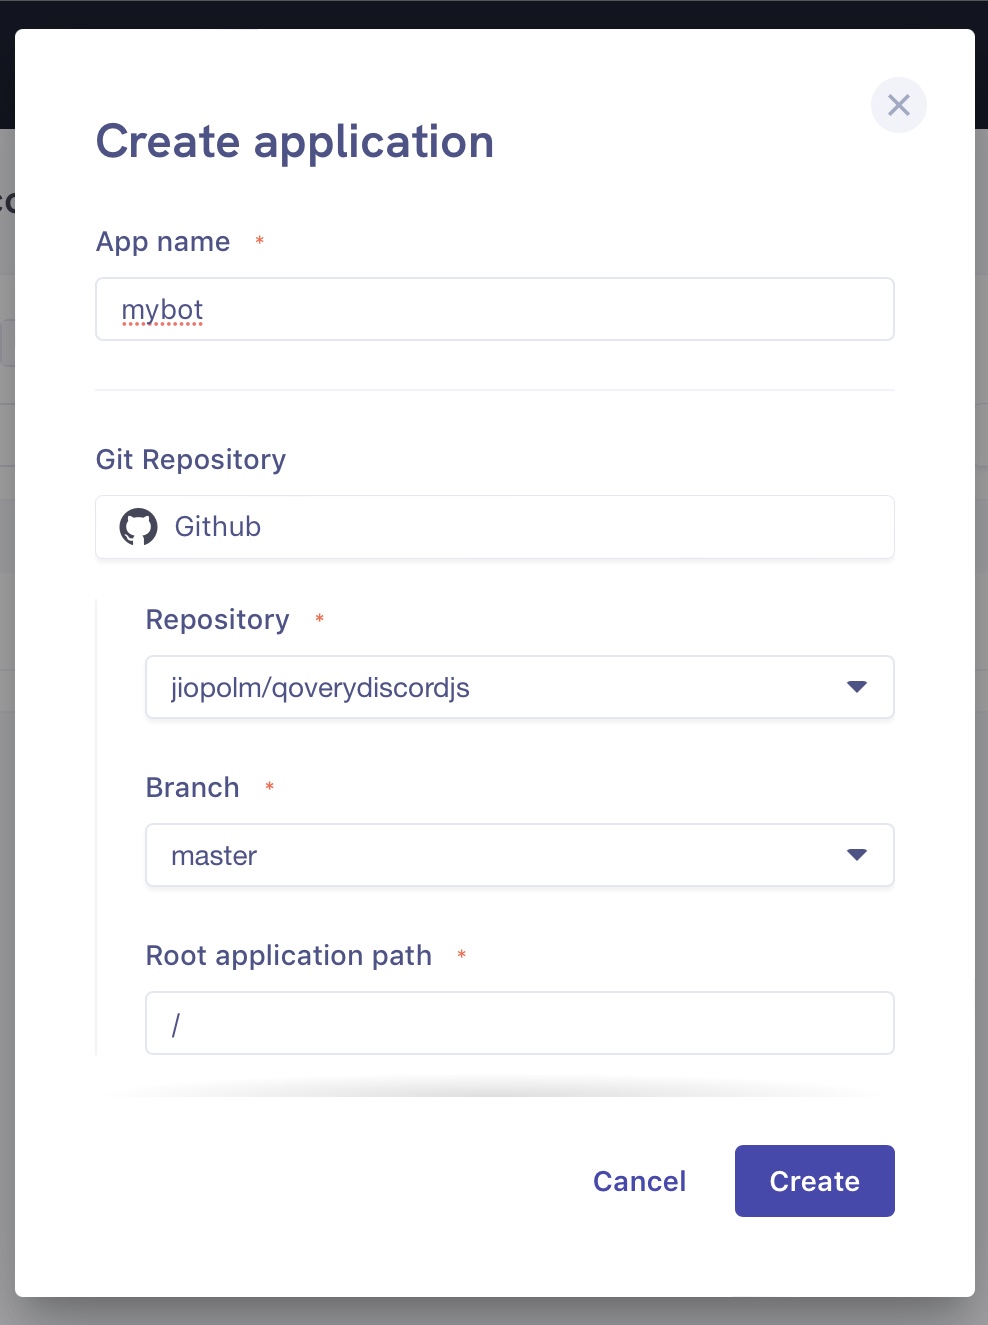 Create application
App name *
mybot
Git Repository
Github
Repository *
jiopolm/qoverydiscordjs
Branch *
master
Root application path *
/
Cancel
Create